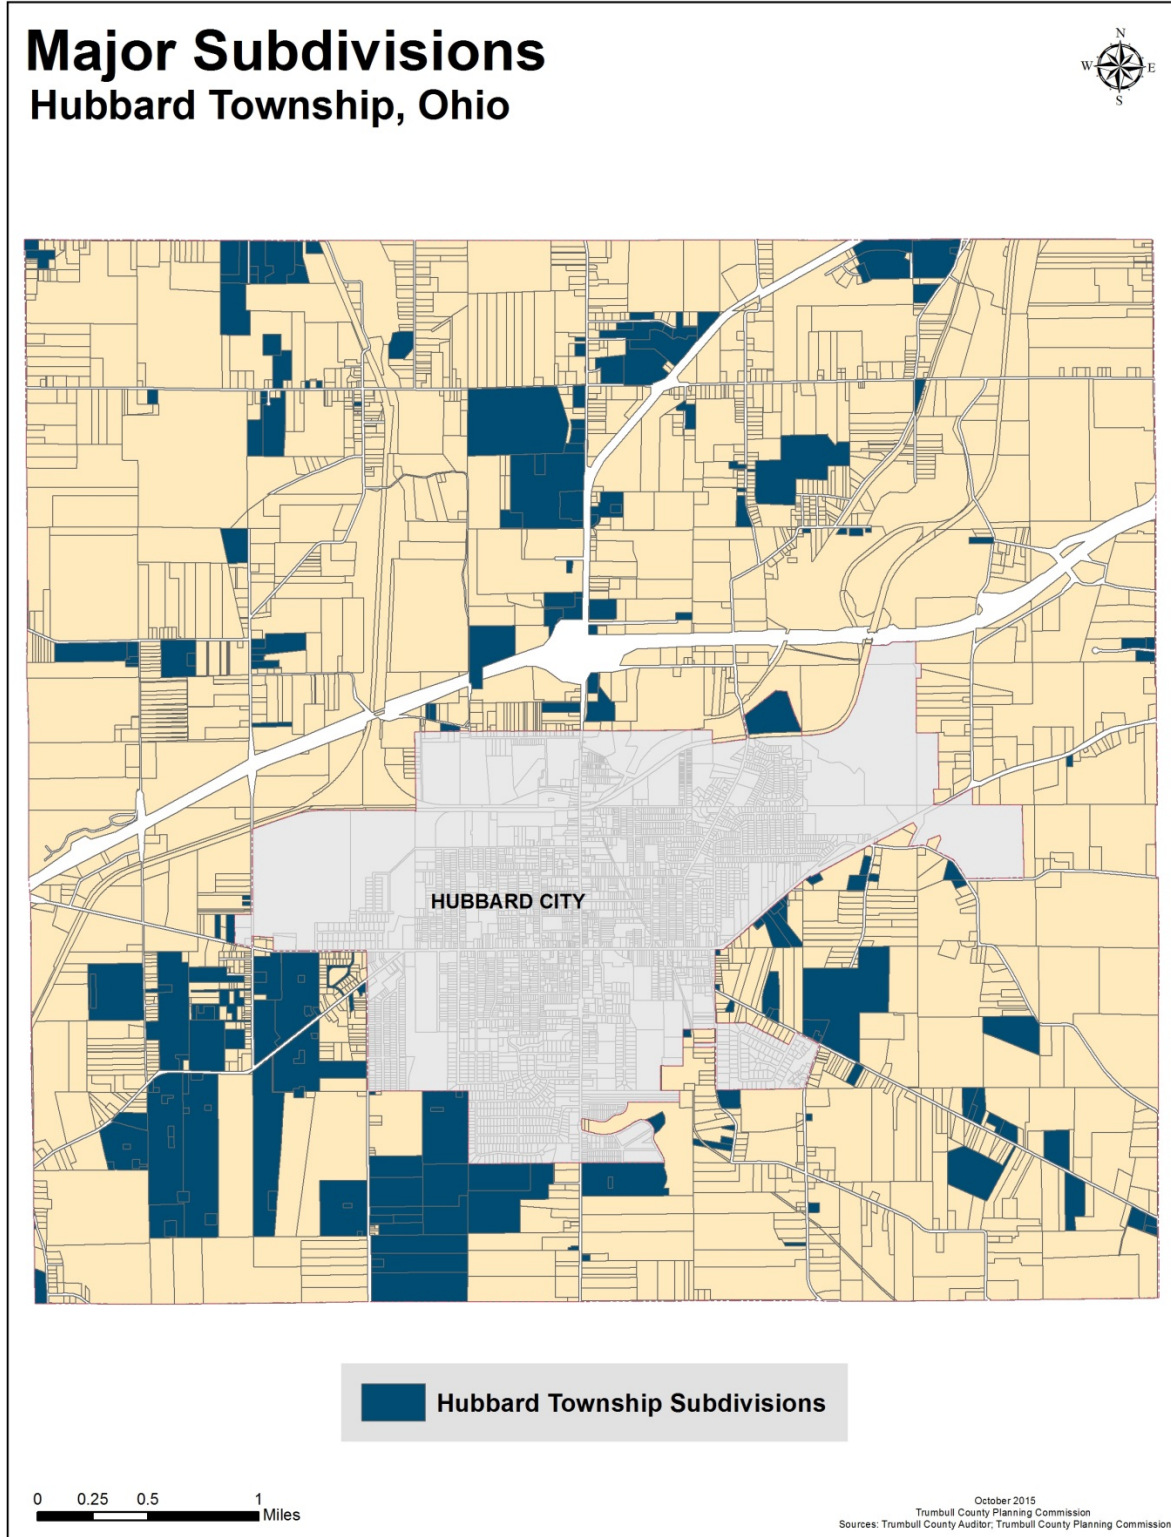 Major Subdivisions
Hubbard Township, Ohio
N
W E
S
HUBBARD CITY
Hubbard Township Subdivisions
0 0.25 0.5 1
Miles
October 2015
Trumbull County Planning Commission
Sources: Trumbull County Auditor; Trumbull County Planning Commission